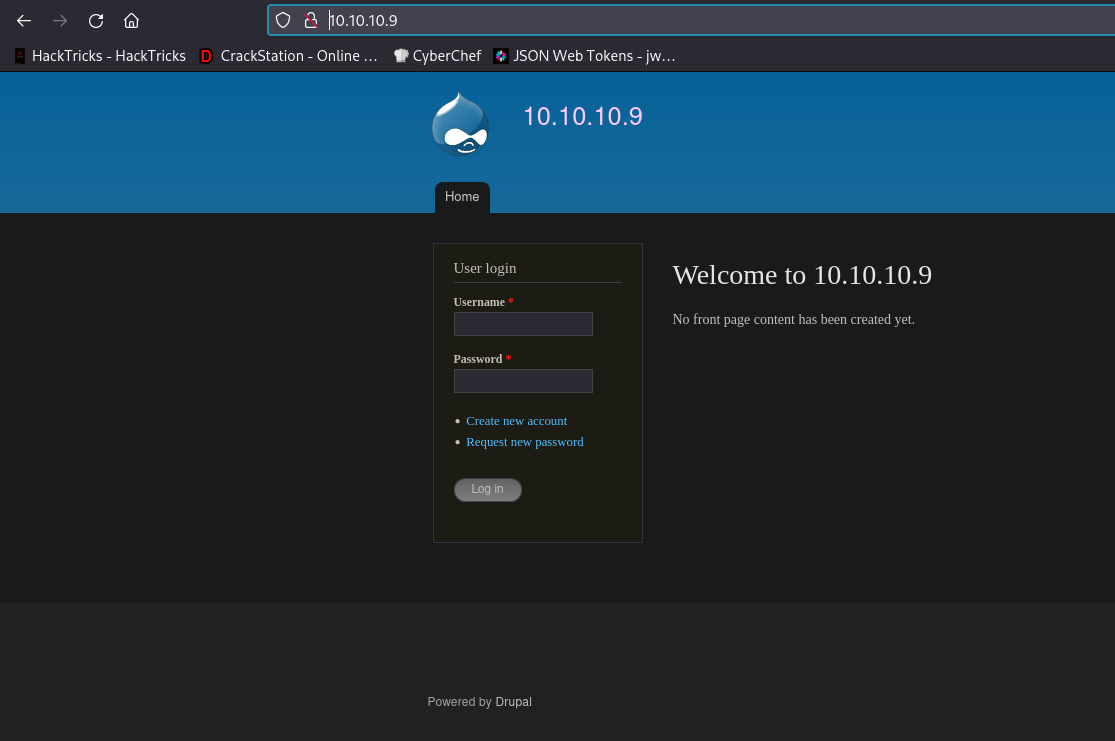 10.10.10.9
HackTricks - HackTricks
CrackStation - Online ...
CyberChef
JSON Web Tokens - jw...
10.10.10.9
Home
User login
Username *
Password *
Create new account
Request new password
Log in
Welcome to 10.10.10.9
No front page content has been created yet.
Powered by Drupal